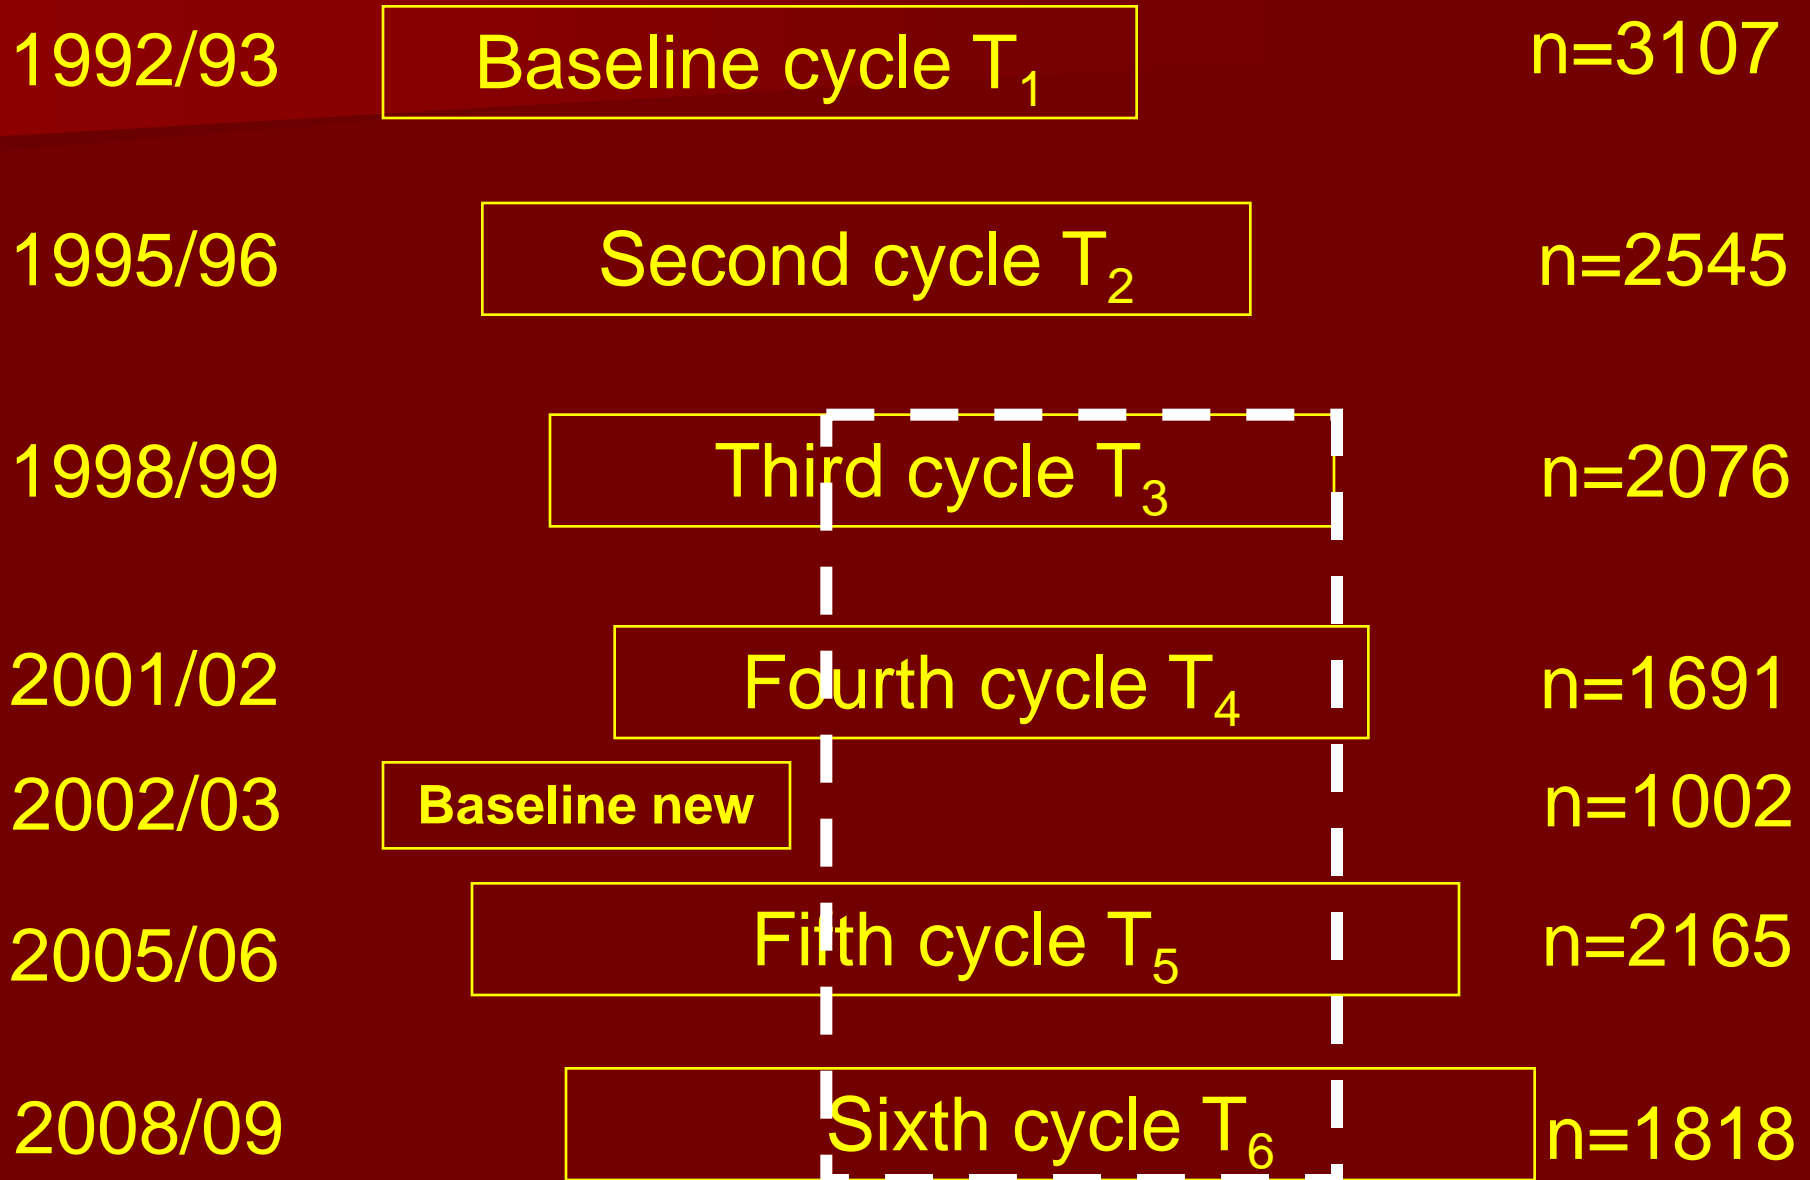 1992/93 Baseline cycle T₁ n=3107
1995/96 Second cycle T₂ n=2545
1998/99 Third cycle T₃ n=2076
2001/02 Fourth cycle T₄ n=1691
2002/03 Baseline new n=1002
2005/06 Fifth cycle T₅ n=2165
2008/09 Sixth cycle T₆ n=1818